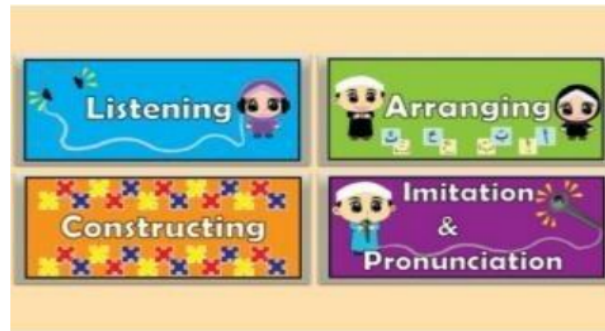 Listening
Arranging
Constructing
Imitation
&
Pronunciation